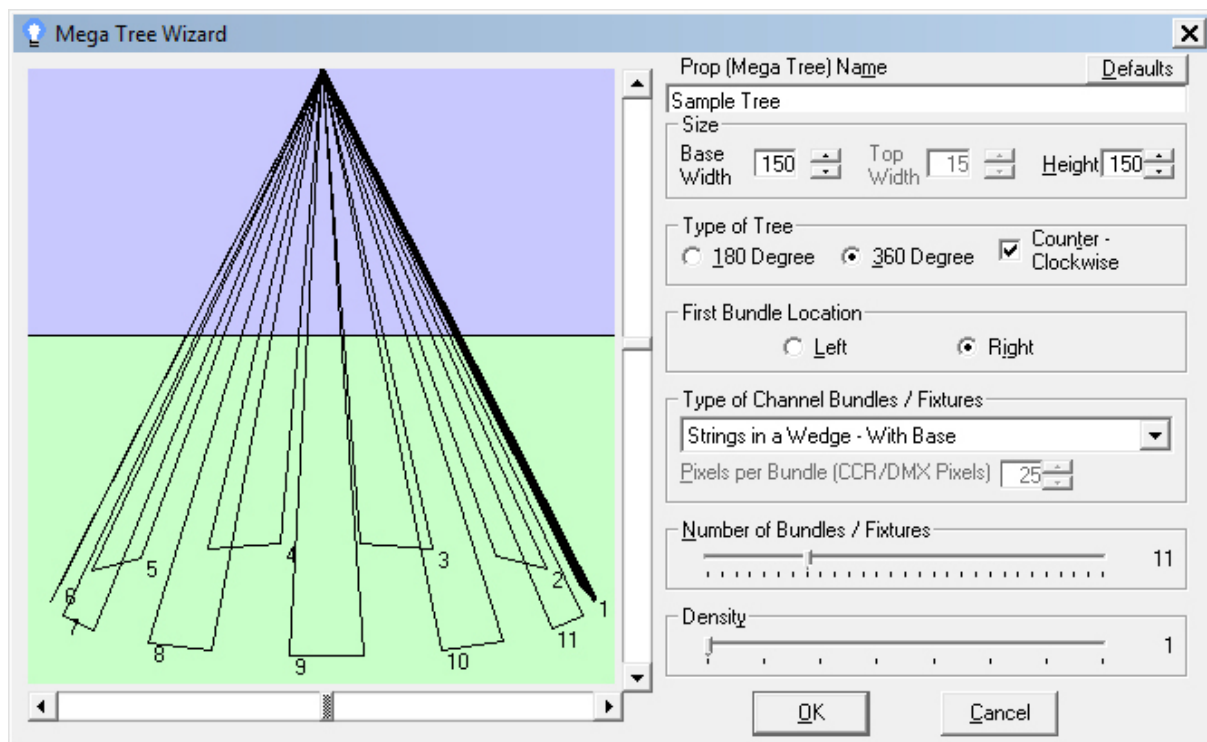 Mega Tree Wizard
Prop (Mega Tree) Name
Defaults
Sample Tree
Size
Base Width 150
Top Width 15
Height 150
Type of Tree
180 Degree
360 Degree
Counter - Clockwise
First Bundle Location
Left
Right
Type of Channel Bundles / Fixtures
Strings in a Wedge - With Base
Pixels per Bundle (CCR/DMX Pixels) 25
Number of Bundles / Fixtures
11
Density
1
OK
Cancel
4
3
5
2
6
1
7
11
8
10
9